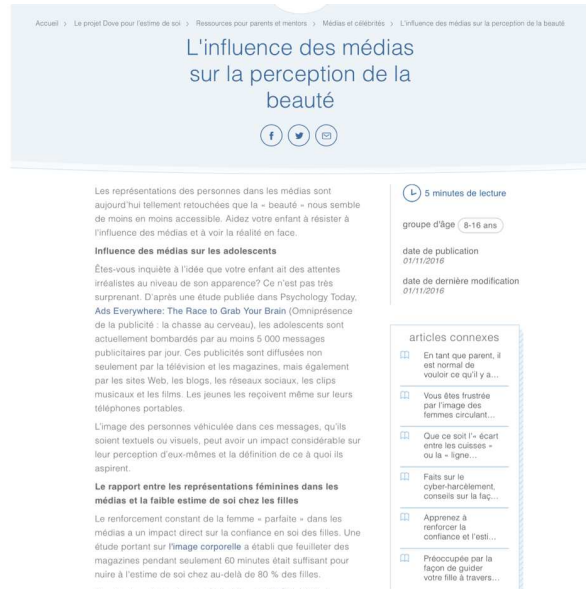 Accueil > Le projet Dove pour l'estime de soi > Ressources pour parents et mentors > Médias et célébrités > L'influence des médias sur la perception de la beauté
L'influence des médias
sur la perception de la
beauté
Les représentations des personnes dans les médias sont
aujourd'hui tellement retouchées que la « beauté « nous semble
de moins en moins accessible. Aidez votre enfant à résister à
l'influence des médias et à voir la réalité en face.
Influence des médias sur les adolescents
Êtes-vous inquiète à l'idée que votre enfant ait des attentes
irréalistes au niveau de son apparence? Ce n'est pas très
surprenant. D'après une étude publiée dans Psychology Today,
Ads Everywhere: The Race to Grab Your Brain (Omniprésence
de la publicité : la chasse au cerveau), les adolescents sont
actuellement bombardés par au moins 5 000 messages
publicitaires par jour. Ces publicités sont diffusées non
seulement par la télévision et les magazines, mais également
par les sites Web, les blogs, les réseaux sociaux, les clips
musicaux et les films. Les jeunes les reçoivent même sur leurs
téléphones portables.
L'image des personnes véhiculée dans ces messages, qu'ils
soient textuels ou visuels, peut avoir un impact considérable sur
leur perception d'eux-mêmes et la définition de ce à quoi ils
aspirent.
Le rapport entre les représentations féminines dans les
médias et la faible estime de soi chez les filles
Le renforcement constant de la femme « parfaite » dans les
médias a un impact direct sur la confiance en soi des filles. Une
étude portant sur l'image corporelle a établi que feuilleter des
magazines pendant seulement 60 minutes était suffisant pour
nuire à l'estime de soi chez au-delà de 80 % des filles.
5 minutes de lecture
groupe d'âge 8-16 ans
date de publication
01/11/2016
date de dernière modification
01/11/2016
articles connexes
En tant que parent, il
est normal de
vouloir ce qu'il y a...
Vous êtes frustrée
par l'image des
femmes circulant...
Que ce soit l'« écart
entre les cuisses «
ou la « ligne...
Faits sur le
cyber-harcèlement,
conseils sur la faç...
Apprenez à
renforcer la
confiance et l'esti...
Préoccupée par la
façon de guider
votre fille à travers...